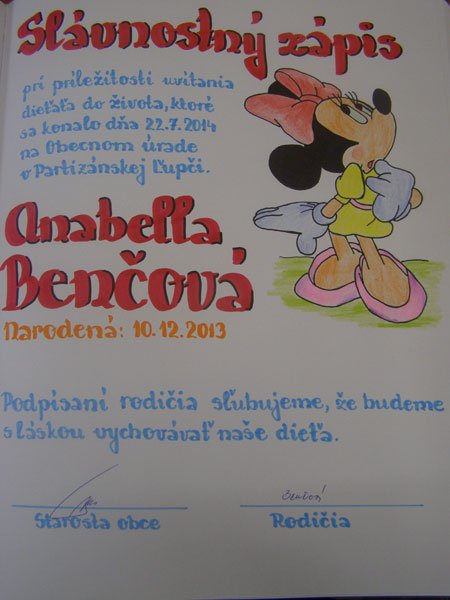 Slávnostný zápis
pri príležitosti uvítania
dieťaťa do života, ktoré
sa konalo dňa 22.7.2014
na Obecnom úrade
v Partizánskej Ľupči.
Anabella
Benčová
Narodená: 10.12.2013
Podpísaní rodičia sľubujeme, že budeme
s láskou vychovávať naše dieťa.
Starosta obce
Rodičia